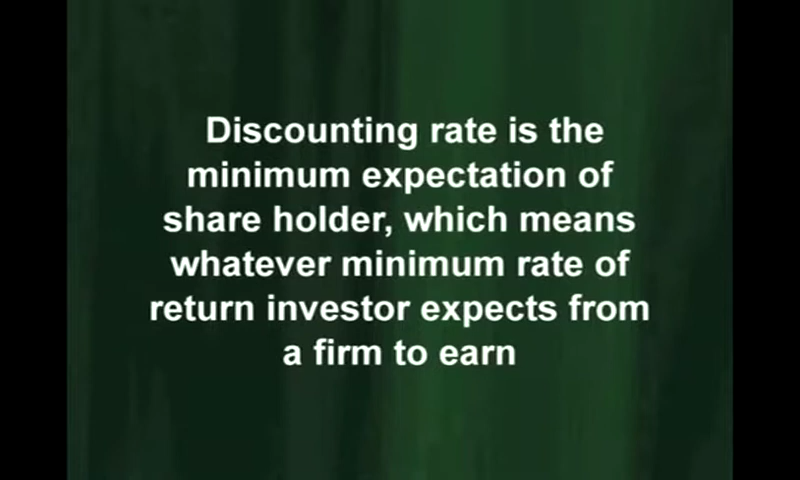 Discounting rate is the
minimum expectation of
share holder, which means
whatever minimum rate of
return investor expects from
a firm to earn